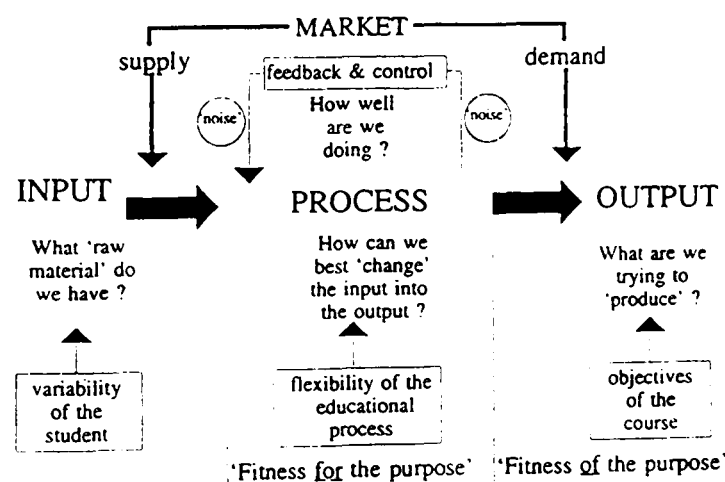 MARKET
supply
demand
feedback & control
'noise'
How well
are we
doing ?
'noise'
INPUT
PROCESS
OUTPUT
What 'raw
material' do
we have ?
How can we
best 'change'
the input into
the output ?
What are we
trying to
'produce' ?
variability
of the
student
flexibility of the
educational
process
objectives
of the
course
'Fitness for the purpose'
'Fitness of the purpose'